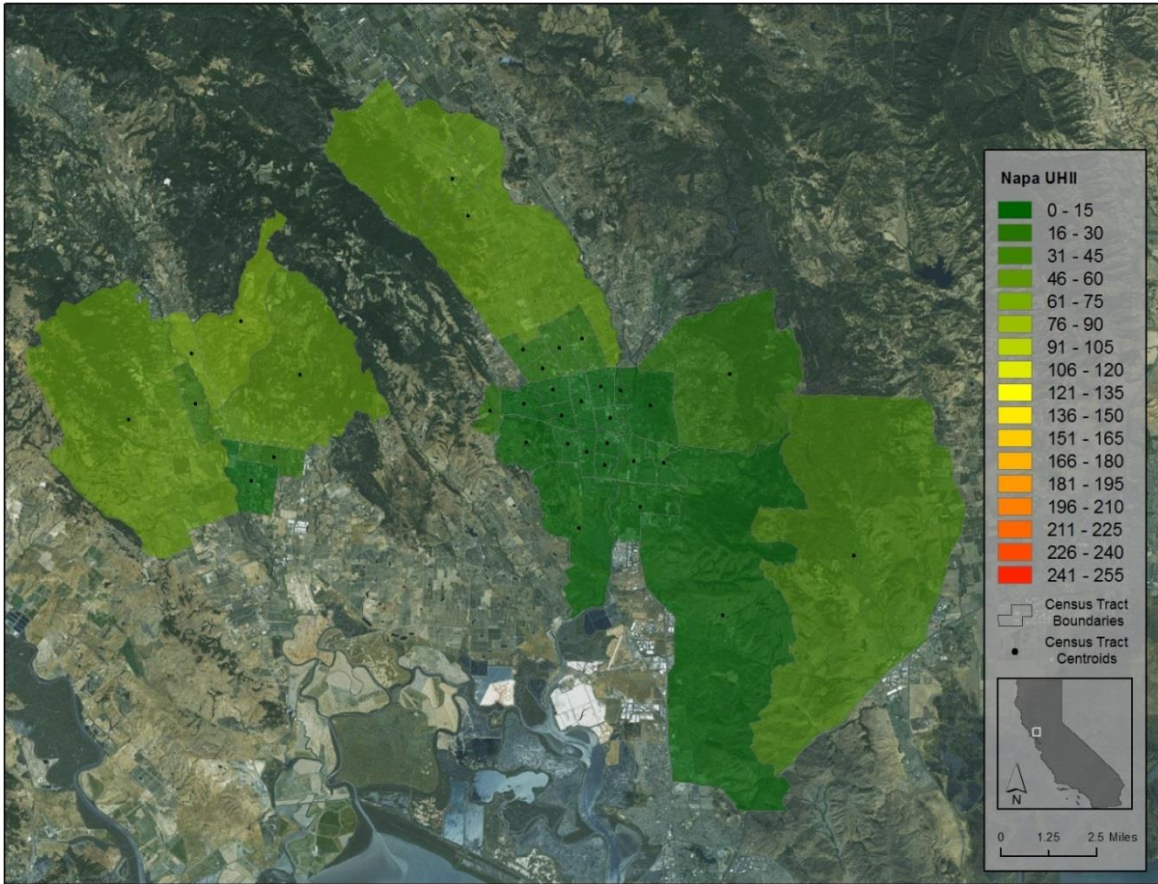 Napa UHII
0 - 15
16 - 30
31 - 45
46 - 60
61 - 75
76 - 90
91 - 105
106 - 120
121 - 135
136 - 150
151 - 165
166 - 180
181 - 195
196 - 210
211 - 225
226 - 240
241 - 255
Census Tract
Boundaries
Census Tract
Centroids
N
0 1.25 2.5 Miles